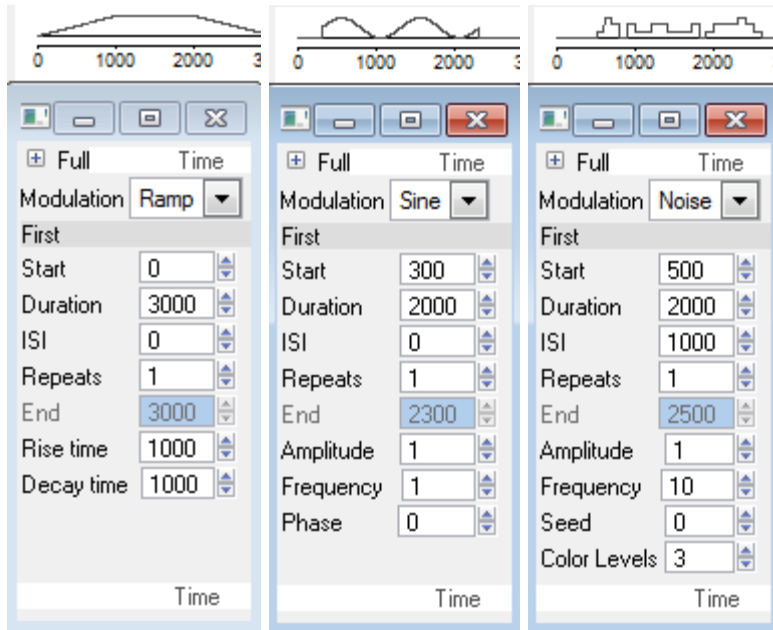 0 1000 2000 3
Full Time
Modulation Ramp
First
Start 0
Duration 3000
ISI 0
Repeats 1
End 3000
Rise time 1000
Decay time 1000
Time
0 1000 2000 3
Full Time
Modulation Sine
First
Start 300
Duration 2000
ISI 0
Repeats 1
End 2300
Amplitude 1
Frequency 1
Phase 0
Time
0 1000 2000
Full Time
Modulation Noise
First
Start 500
Duration 2000
ISI 1000
Repeats 1
End 2500
Amplitude 1
Frequency 10
Seed 0
Color Levels 3
Time